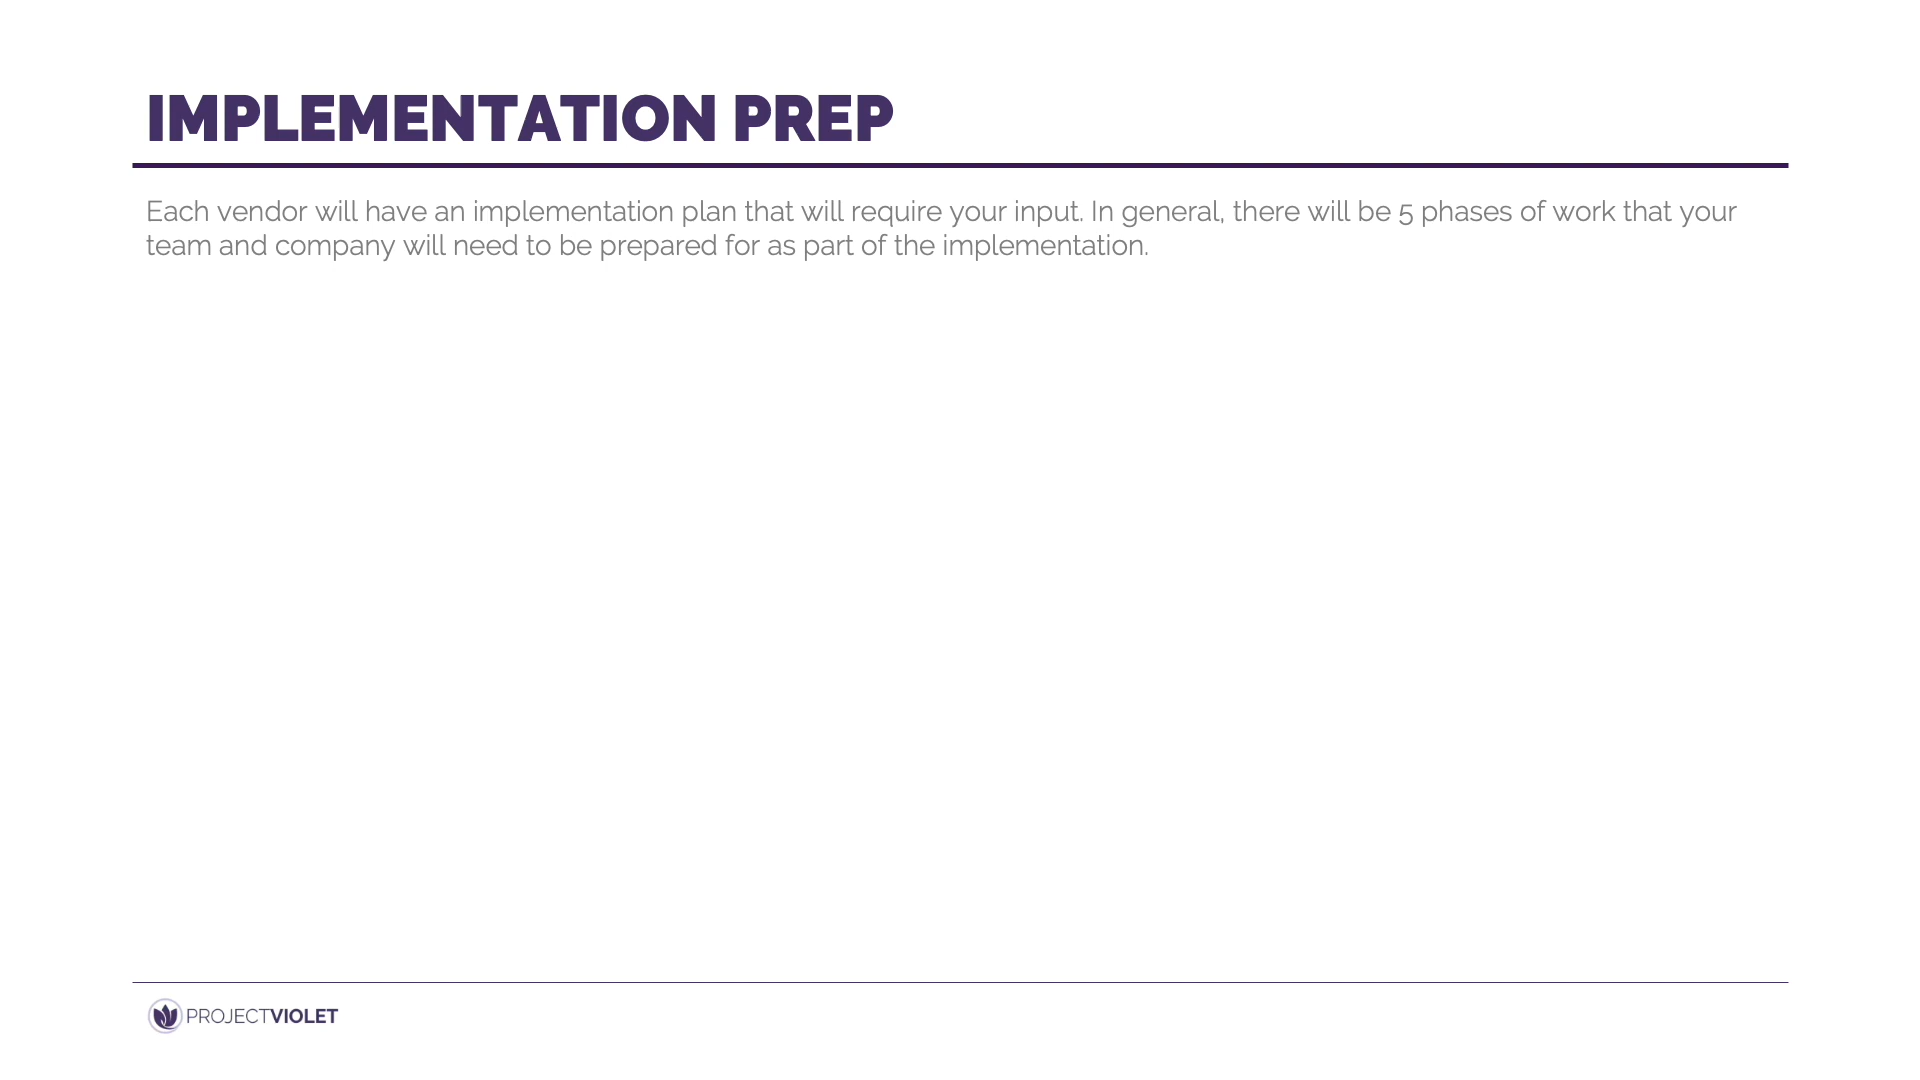 IMPLEMENTATION PREP
Each vendor will have an implementation plan that will require your input. In general, there will be 5 phases of work that your
team and company will need to be prepared for as part of the implementation.
PROJECTVIOLET